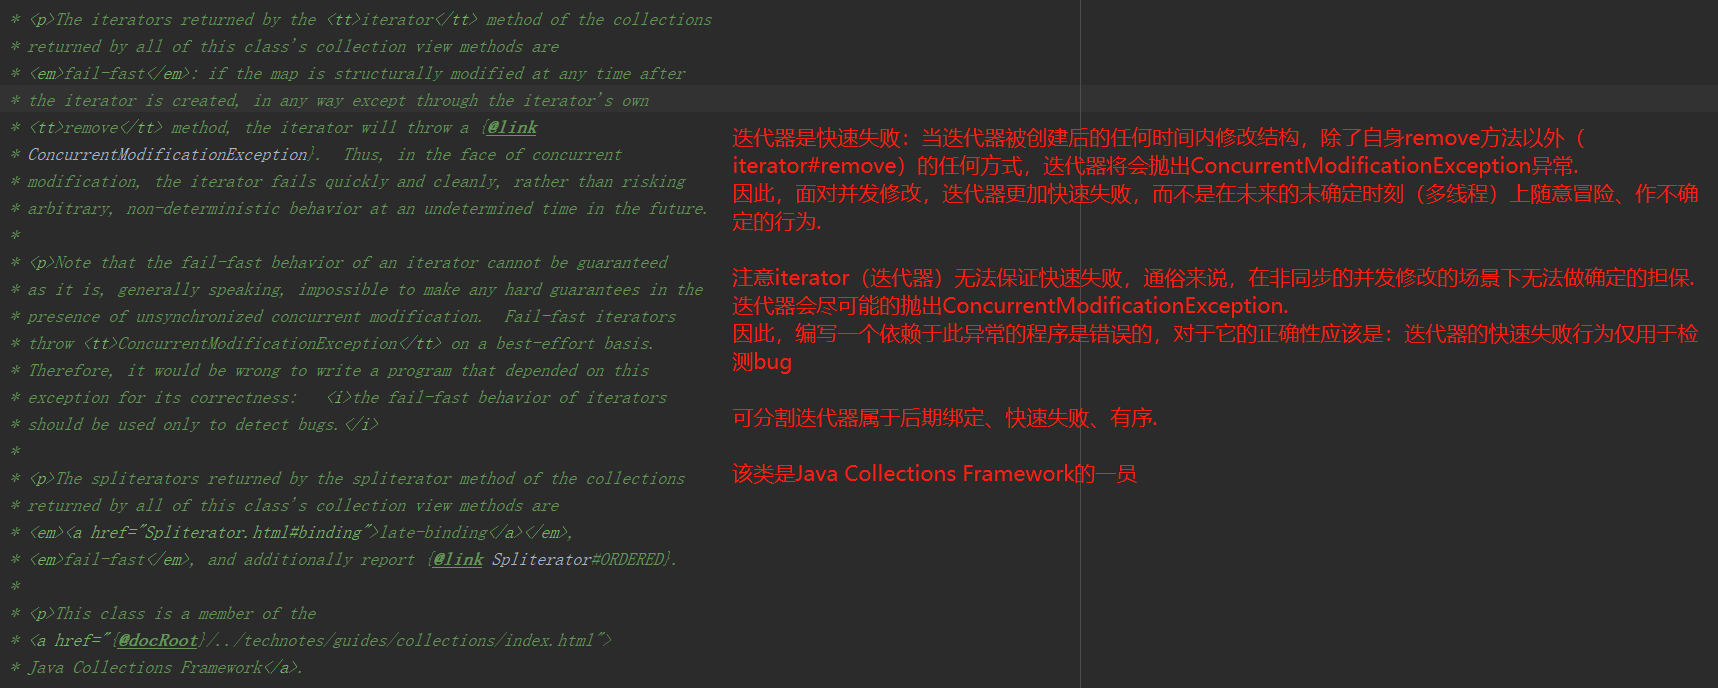 * <p>The iterators returned by the <tt>iterator</tt> method of the collections
* returned by all of this class's collection view methods are
* <em>fail-fast</em>: if the map is structurally modified at any time after
* the iterator is created, in any way except through the iterator's own
* <tt>remove</tt> method, the iterator will throw a {@link
* ConcurrentModificationException}.  Thus, in the face of concurrent
* modification, the iterator fails quickly and cleanly, rather than risking
* arbitrary, non-deterministic behavior at an undetermined time in the future.
*
* <p>Note that the fail-fast behavior of an iterator cannot be guaranteed
* as it is, generally speaking, impossible to make any hard guarantees in the
* presence of unsynchronized concurrent modification.  Fail-fast iterators
* throw <tt>ConcurrentModificationException</tt> on a best-effort basis.
* Therefore, it would be wrong to write a program that depended on this
* exception for its correctness:   <i>the fail-fast behavior of iterators
* should be used only to detect bugs.</i>
*
* <p>The spliterators returned by the spliterator method of the collections
* returned by all of this class's collection view methods are
* <em><a href="Spliterator.html#binding">late-binding</a></em>,
* <em>fail-fast</em>, and additionally report {@link Spliterator#ORDERED}.
*
* <p>This class is a member of the
* <a href="{@docRoot}/../technotes/guides/collections/index.html">
* Java Collections Framework</a>.
迭代器是快速失败：当迭代器被创建后的任何时间内修改结构，除了自身remove方法以外（
iterator#remove）的任何方式，迭代器将会抛出ConcurrentModificationException异常.
因此，面对并发修改，迭代器更加快速失败，而不是在未来的未确定时刻（多线程）上随意冒险、作不确
定的行为.
注意iterator（迭代器）无法保证快速失败，通俗来说，在非同步的并发修改的场景下无法做确定的担保.
迭代器会尽可能的抛出ConcurrentModificationException.
因此，编写一个依赖于此异常的程序是错误的，对于它的正确性应该是：迭代器的快速失败行为仅用于检
测bug
可分割迭代器属于后期绑定、快速失败、有序.
该类是Java Collections Framework的一员